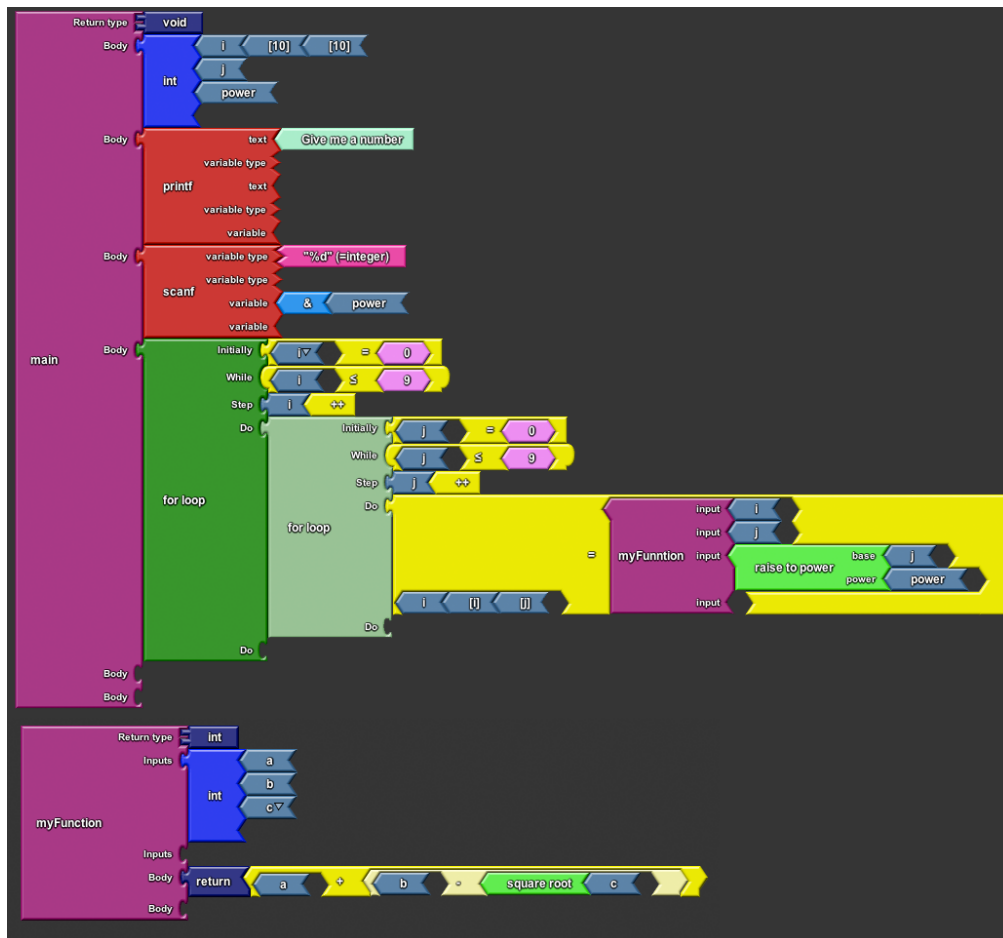 Return type void
Body int i [10] [10]
j
power
Body printf text Give me a number
variable type
text
variable type
variable
Body scanf variable type "%d" (=integer)
variable type
variable & power
variable
main
Body for loop Initially i = 0
While i ≤ 9
Step i ++
Do for loop Initially j = 0
While j ≤ 9
Step j ++
Do i [i] [j] = myFunntion input i
input j
input raise to power base j
power power
input
Do
Do
Body
Body
Return type int
Inputs int a
b
c
myFunction
Inputs
Body return a + b - square root c
Body